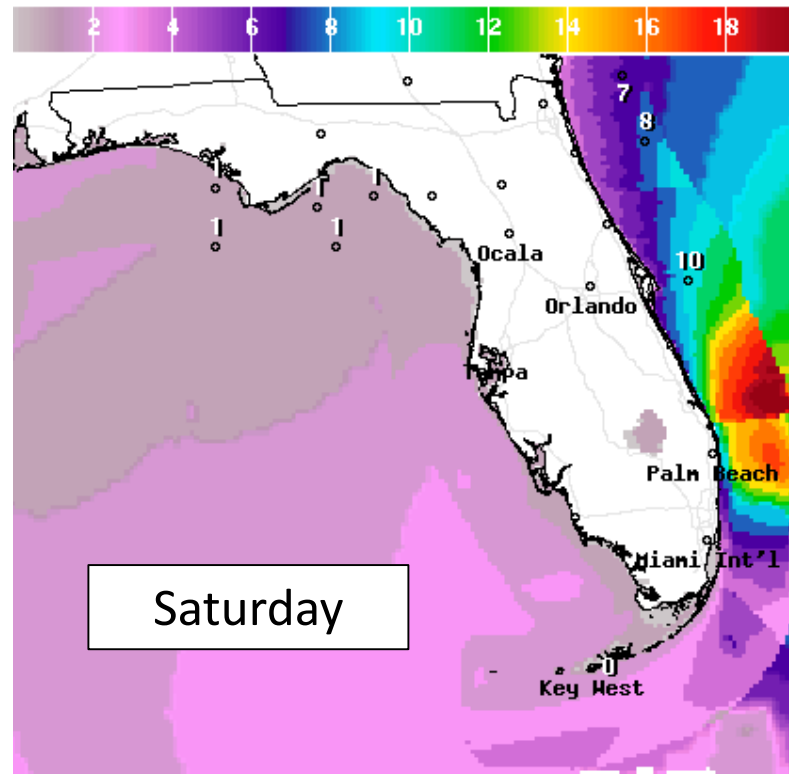 2 4 6 8 10 12 14 16 18
7
8
1
1 1
1 1
Ocala
10
Orlando
Tampa
Palm Beach
Miami Int'l
Saturday
0
Key West